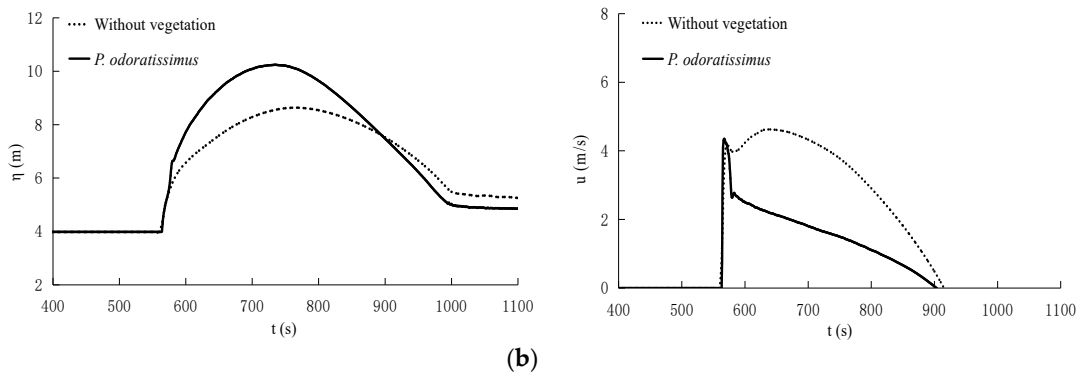 12
10
8
6
4
2
η (m)
Without vegetation
P. odoratissimus
400 500 600 700 800 900 1000 1100
t (s)
8
6
4
2
0
u (m/s)
Without vegetation
P. odoratissimus
400 500 600 700 800 900 1000 1100
t (s)
(b)